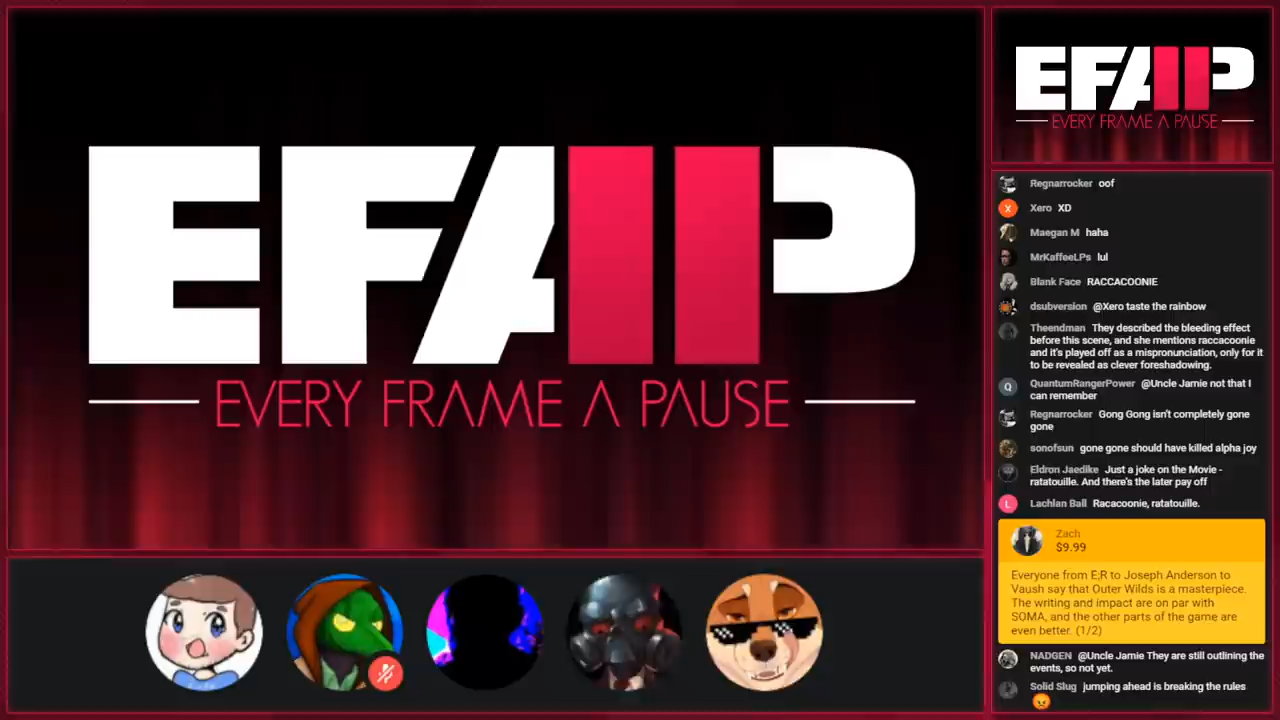 EFAP
EVERY FRAME A PAUSE
EFAP
EVERY FRAME A PAUSE
Regnarrocker oof
X
Xero XD
Maegan M haha
MrKaffeeLPs lul
Blank Face RACCACOONIE
dsubversion @Xero taste the rainbow
Theendman They described the bleeding effect
before this scene, and she mentions raccacoonie
and it's played off as a mispronunciation, only for it
to be revealed as clever foreshadowing.
Q
QuantumRangerPower @Uncle Jamie not that I
can remember
Regnarrocker Gong Gong isn't completely gone
gone
sonofsun gone gone should have killed alpha joy
Eldron Jaedike Just a joke on the Movie -
ratatouille. And there's the later pay off
L
Lachlan Ball Racacoonie, ratatouille.
Zach
$9.99
Everyone from E;R to Joseph Anderson to
Vaush say that Outer Wilds is a masterpiece.
The writing and impact are on par with
SOMA, and the other parts of the game are
even better. (1/2)
NADGEN @Uncle Jamie They are still outlining the
events, so not yet.
Solid Slug jumping ahead is breaking the rules